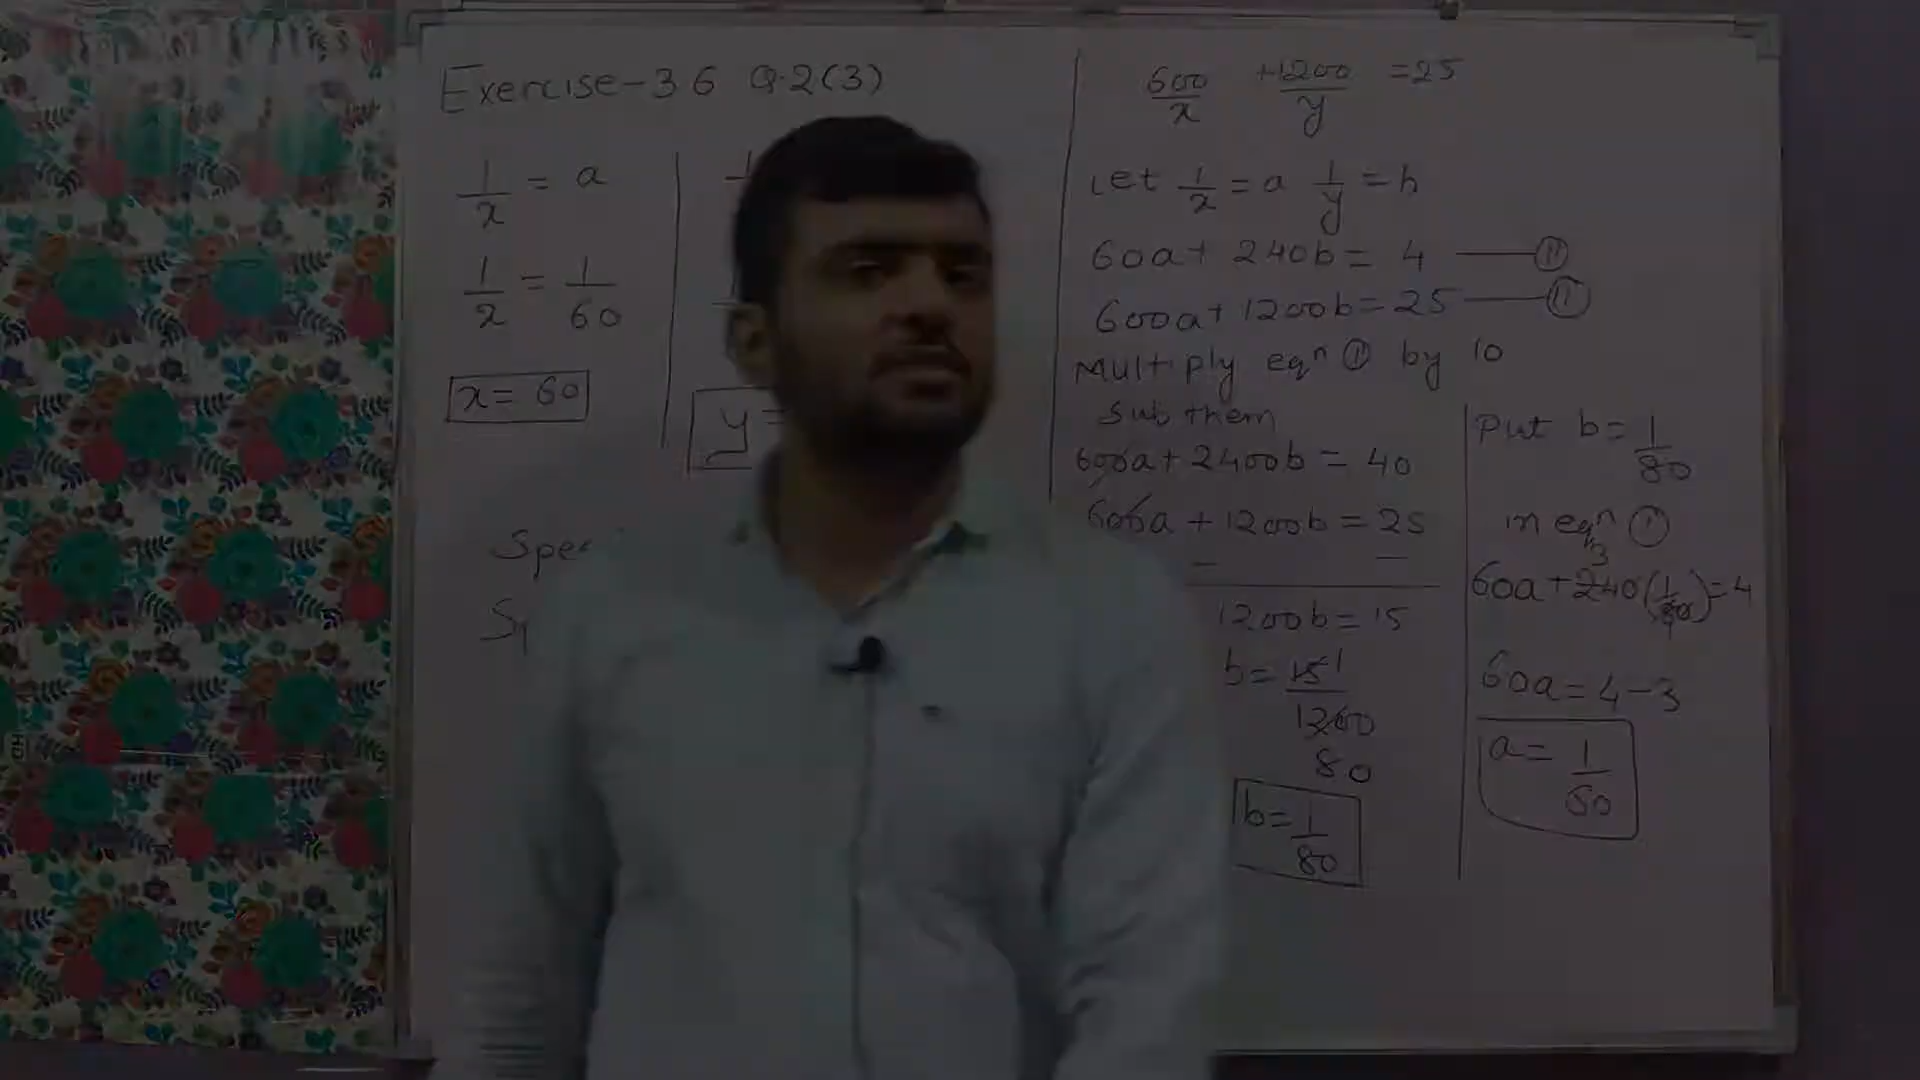 Exercise-3.6 Q.2(3)
1/x = a
1/x = 1/60
x = 60
y =
600/x + 1200/y = 25
Let 1/x = a 1/y = b
60a + 240b = 4 —— (i)
600a + 1200b = 25 —— (ii)
Multiply eqn (i) by 10
Sub them
600a + 2400b = 40
600a + 1200b = 25
− −
1200b = 15
b = 15 1
1200
80
b = 1/80
Put b = 1/80
in eqn (i)
3
60a + 240(1/80) = 4
60a = 4-3
a = 1/60